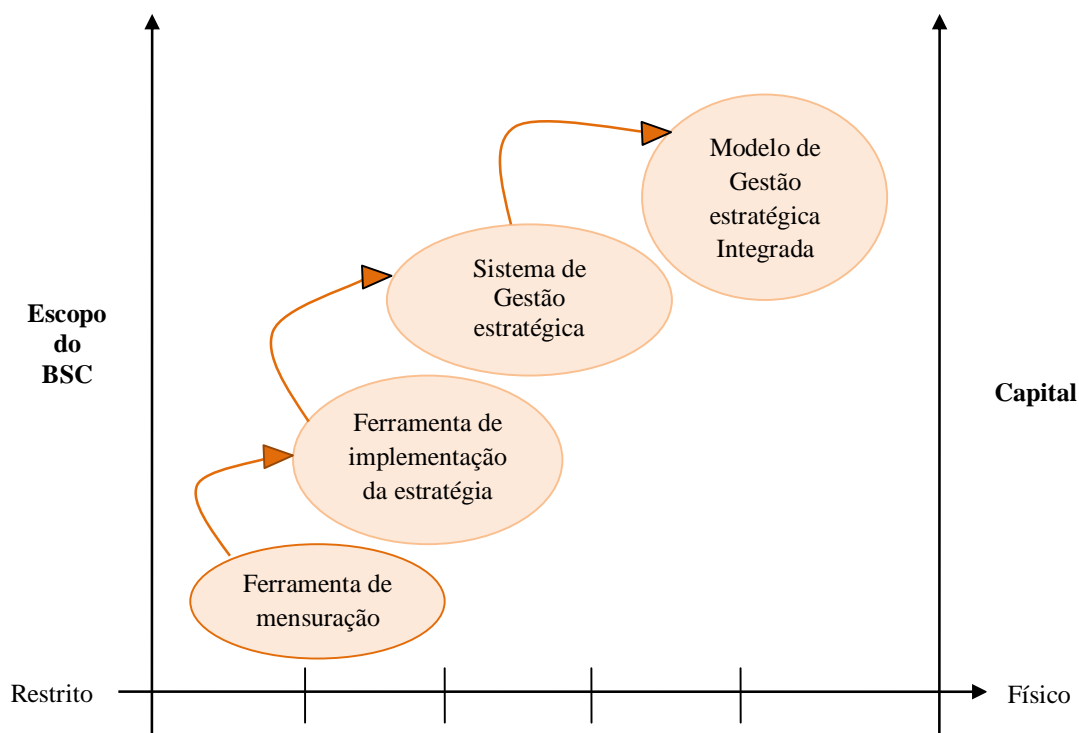 Modelo de
Gestão
estratégica
Integrada
Sistema de
Gestão
estratégica
Escopo
do
BSC
Capital
Ferramenta de
implementação
da estratégia
Ferramenta de
mensuração
Restrito
Físico